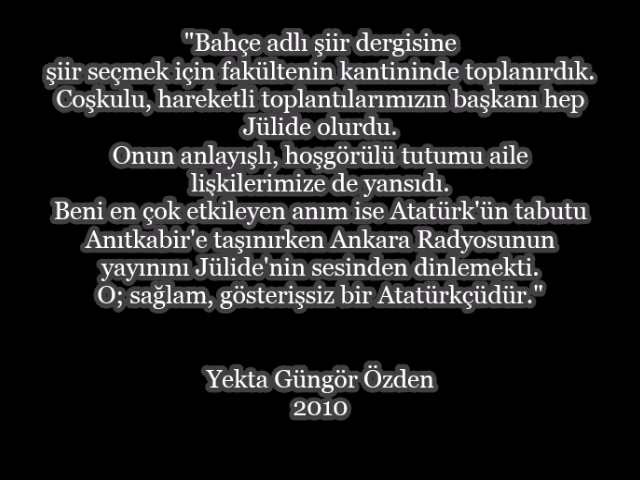 "Bahçe adlı şiir dergisine
şiir seçmek için fakültenin kantininde toplanırdık.
Coşkulu, hareketli toplantılarımızın başkanı hep
Jülide olurdu.
Onun anlayışlı, hoşgörülü tutumu aile
lişkilerimize de yansıdı.
Beni en çok etkileyen anım ise Atatürk'ün tabutu
Anıtkabir'e taşınırken Ankara Radyosunun
yayınını Jülide'nin sesinden dinlemekti.
O; sağlam, gösterişsiz bir Atatürkçüdür."
Yekta Güngör Özden
2010